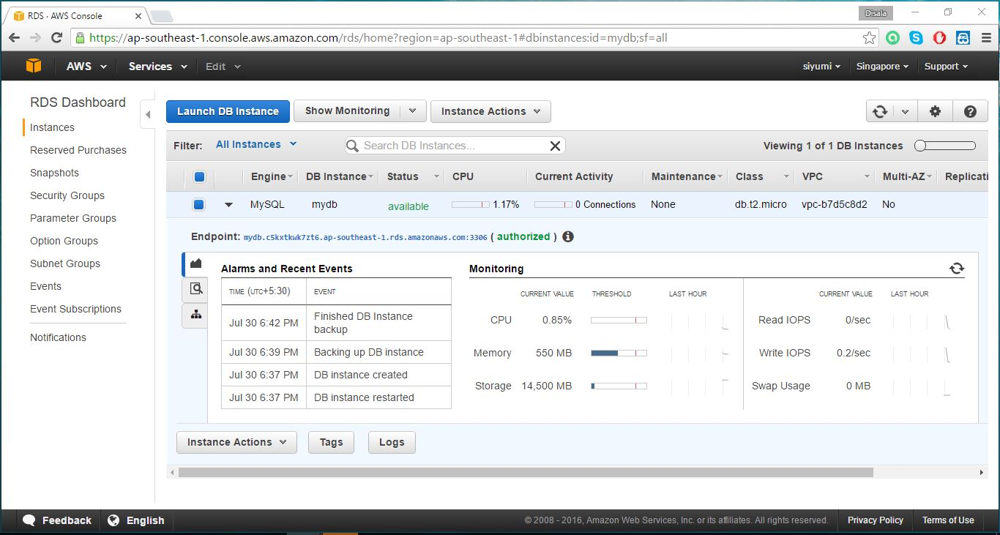 RDS · AWS Console
Disala
https://ap-southeast-1.console.aws.amazon.com/rds/home?region=ap-southeast-1#dbinstances:id=mydb;sf=all
AWS Services Edit siyumi Singapore Support
RDS Dashboard
Instances
Reserved Purchases
Snapshots
Security Groups
Parameter Groups
Option Groups
Subnet Groups
Events
Event Subscriptions
Notifications
Launch DB Instance Show Monitoring Instance Actions
Filter: All Instances Search DB Instances... Viewing 1 of 1 DB Instances
Engine DB Instance Status CPU Current Activity Maintenance Class VPC Multi-AZ Replicati
MySQL mydb available 1.17% 0 Connections None db.t2.micro vpc-b7d5c8d2 No
Endpoint: mydb.c5kxtkwk7zt6.ap-southeast-1.rds.amazonaws.com:3306 ( authorized )
Alarms and Recent Events
TIME (UTC+5:30) EVENT
Jul 30 6:42 PM Finished DB Instance
backup
Jul 30 6:39 PM Backing up DB instance
Jul 30 6:37 PM DB instance created
Jul 30 6:37 PM DB instance restarted
Monitoring
CURRENT VALUE THRESHOLD LAST HOUR CURRENT VALUE LAST HOUR
CPU 0.85% Read IOPS 0/sec
Memory 550 MB Write IOPS 0.2/sec
Storage 14,500 MB Swap Usage 0 MB
Instance Actions Tags Logs
Feedback English © 2008 - 2016, Amazon Web Services, Inc. or its affiliates. All rights reserved. Privacy Policy Terms of Use